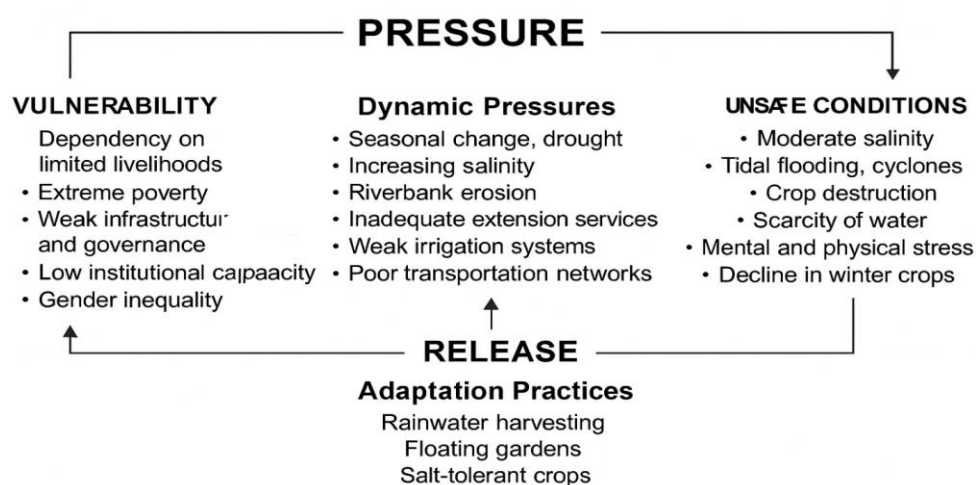 PRESSURE
VULNERABILITY
Dependency on
limited livelihoods
• Extreme poverty
• Weak infrastructur
and governance
• Low institutional capaacity
• Gender inequality
Dynamic Pressures
• Seasonal change, drought
• Increasing salinity
• Riverbank erosion
• Inadequate extension services
• Weak irrigation systems
• Poor transportation networks
UNSAFE CONDITIONS
• Moderate salinity
• Tidal flooding, cyclones
• Crop destruction
• Scarcity of water
• Mental and physical stress
• Decline in winter crops
RELEASE
Adaptation Practices
Rainwater harvesting
Floating gardens
Salt-tolerant crops